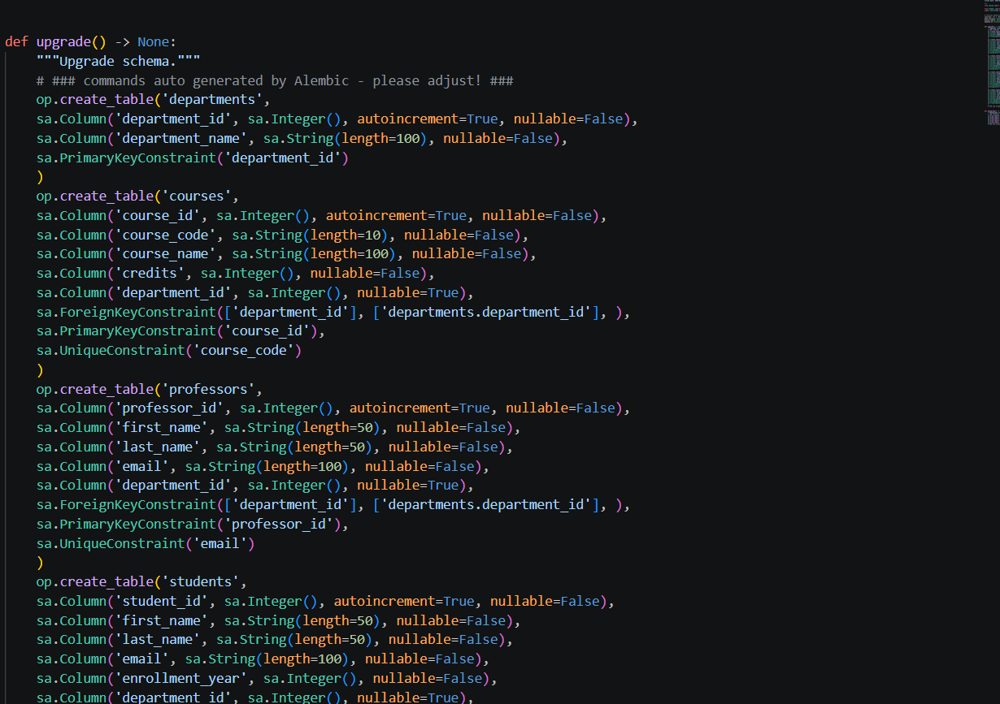 def upgrade() -> None:
    """Upgrade schema."""
    # ### commands auto generated by Alembic - please adjust! ###
    op.create_table('departments',
    sa.Column('department_id', sa.Integer(), autoincrement=True, nullable=False),
    sa.Column('department_name', sa.String(length=100), nullable=False),
    sa.PrimaryKeyConstraint('department_id')
    )
    op.create_table('courses',
    sa.Column('course_id', sa.Integer(), autoincrement=True, nullable=False),
    sa.Column('course_code', sa.String(length=10), nullable=False),
    sa.Column('course_name', sa.String(length=100), nullable=False),
    sa.Column('credits', sa.Integer(), nullable=False),
    sa.Column('department_id', sa.Integer(), nullable=True),
    sa.ForeignKeyConstraint(['department_id'], ['departments.department_id'], ),
    sa.PrimaryKeyConstraint('course_id'),
    sa.UniqueConstraint('course_code')
    )
    op.create_table('professors',
    sa.Column('professor_id', sa.Integer(), autoincrement=True, nullable=False),
    sa.Column('first_name', sa.String(length=50), nullable=False),
    sa.Column('last_name', sa.String(length=50), nullable=False),
    sa.Column('email', sa.String(length=100), nullable=False),
    sa.Column('department_id', sa.Integer(), nullable=True),
    sa.ForeignKeyConstraint(['department_id'], ['departments.department_id'], ),
    sa.PrimaryKeyConstraint('professor_id'),
    sa.UniqueConstraint('email')
    )
    op.create_table('students',
    sa.Column('student_id', sa.Integer(), autoincrement=True, nullable=False),
    sa.Column('first_name', sa.String(length=50), nullable=False),
    sa.Column('last_name', sa.String(length=50), nullable=False),
    sa.Column('email', sa.String(length=100), nullable=False),
    sa.Column('enrollment_year', sa.Integer(), nullable=False),
    sa.Column('department_id', sa.Integer(), nullable=True),